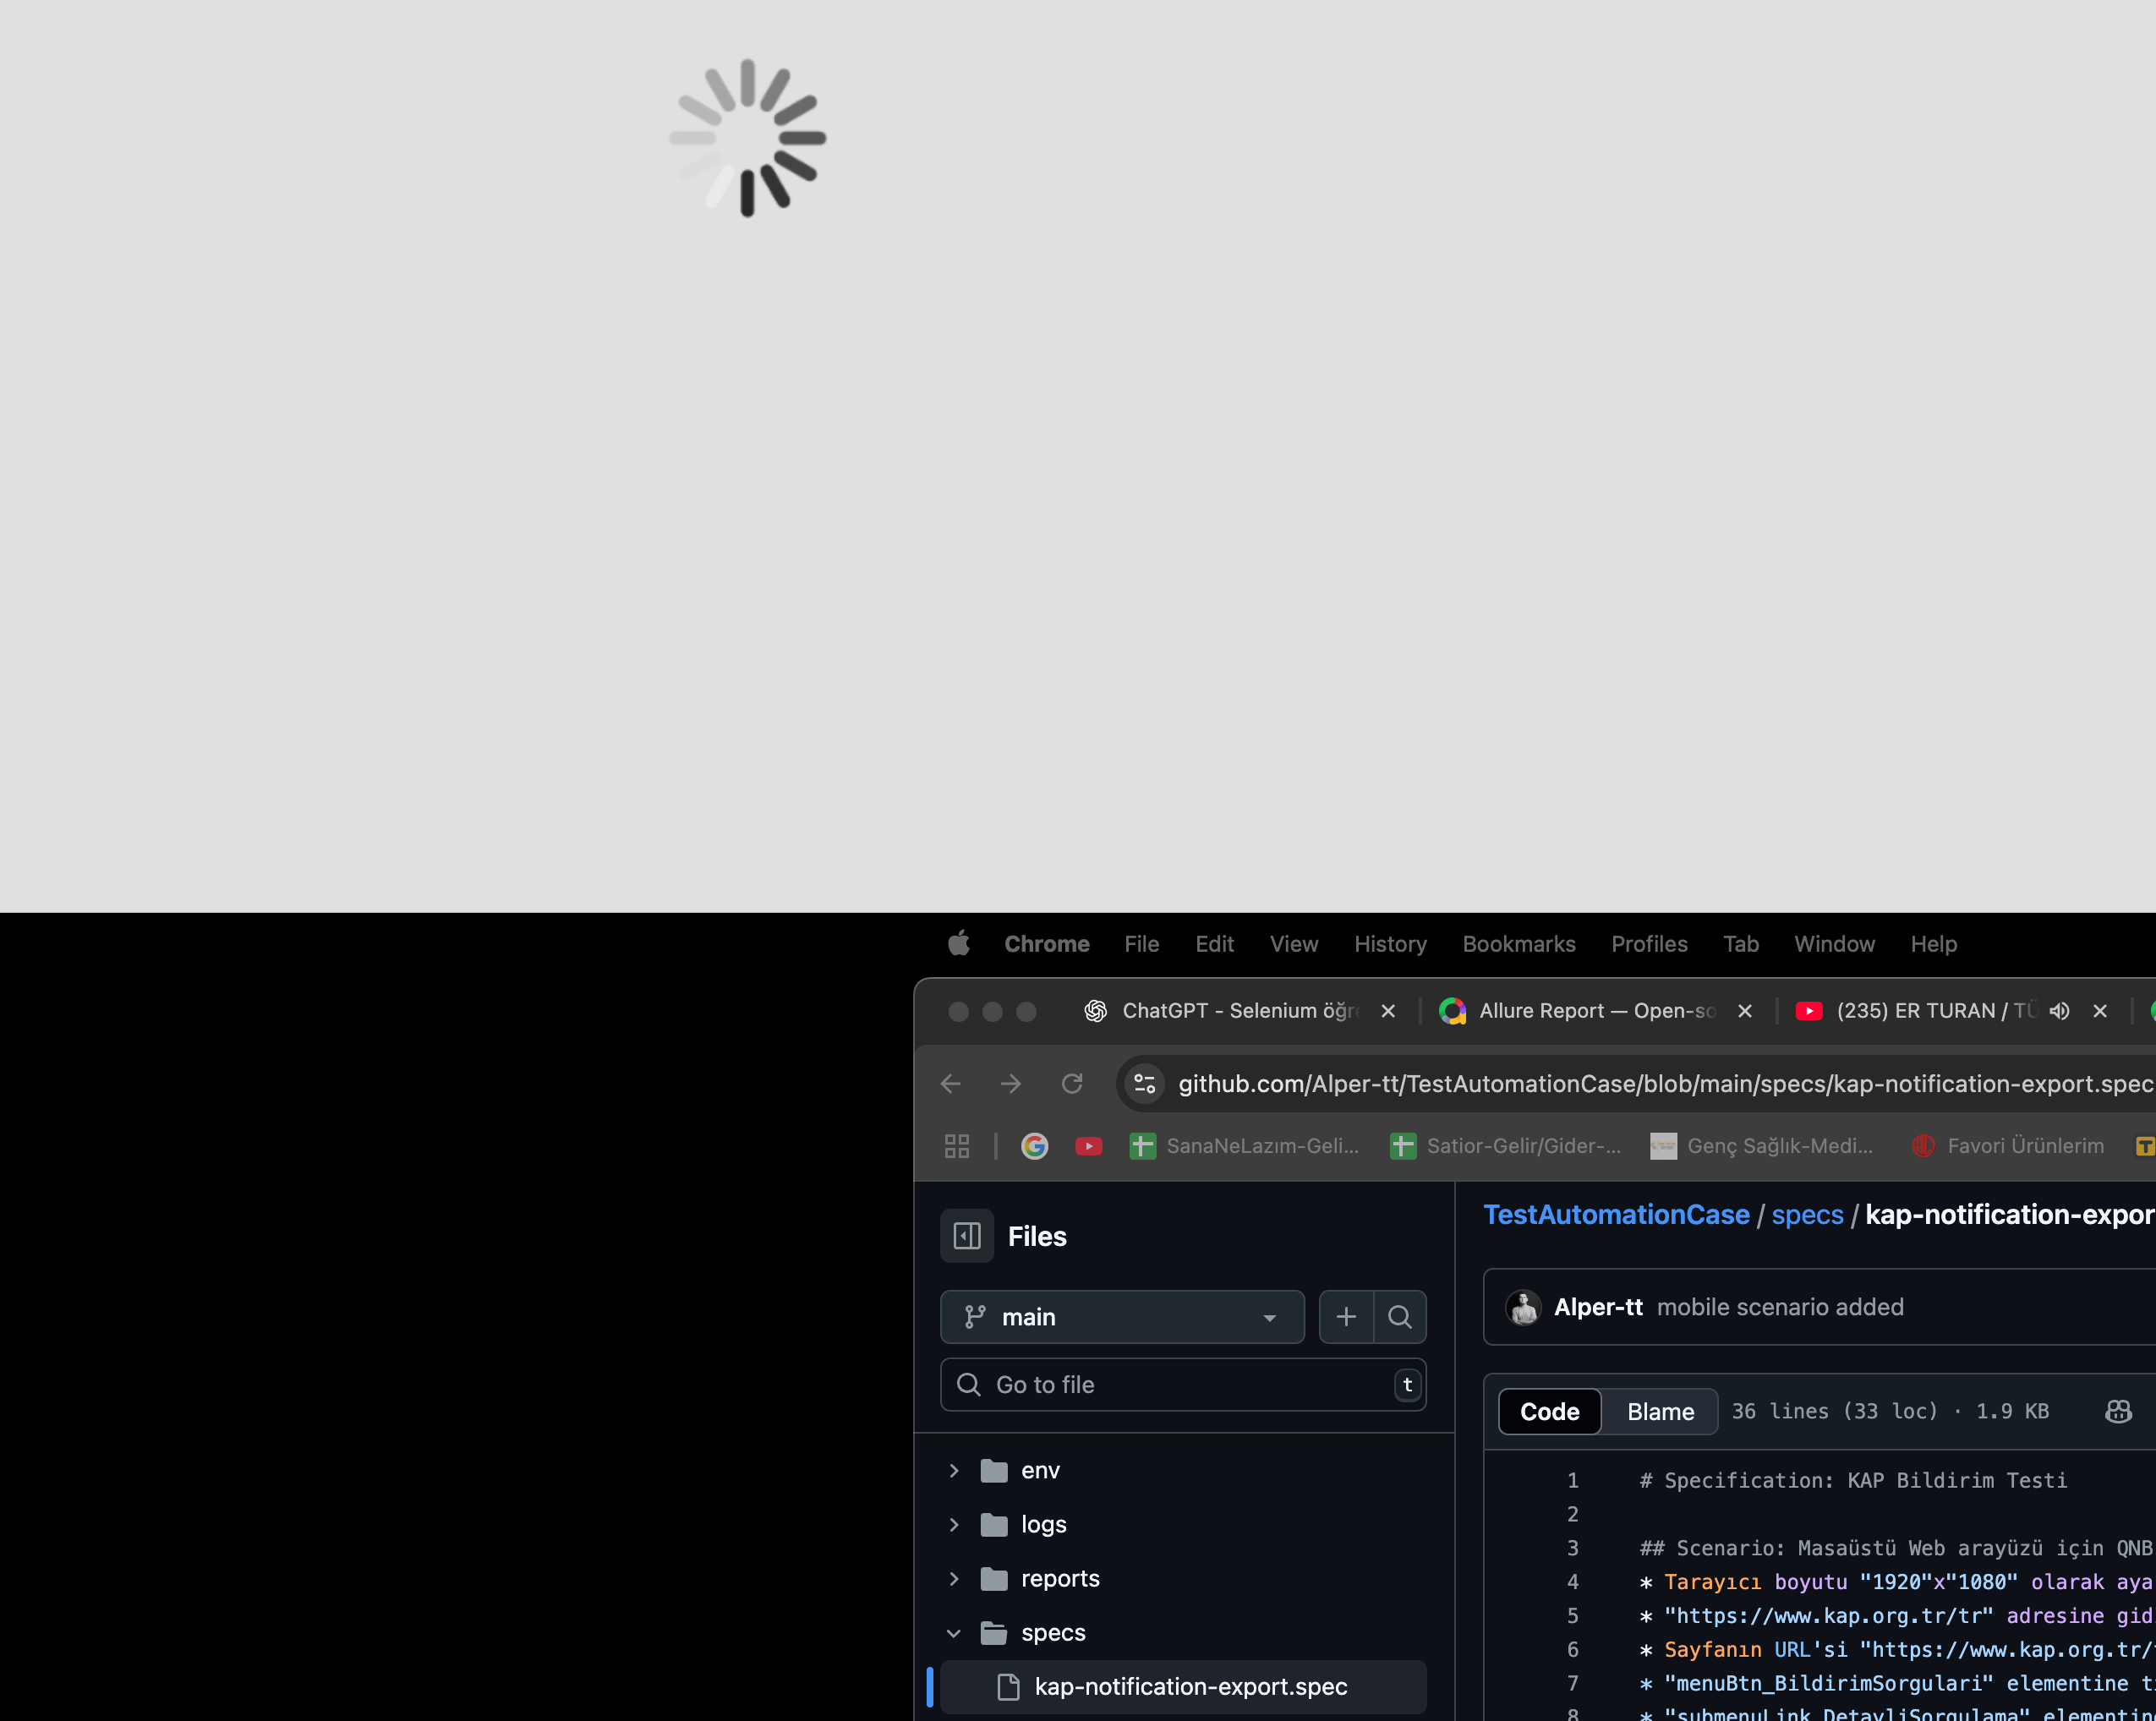 Chrome File Edit View History Bookmarks Profiles Tab Window Help
ChatGPT - Selenium öğre Allure Report — Open-so (235) ER TURAN / TÜ
github.com/Alper-tt/TestAutomationCase/blob/main/specs/kap-notification-export.spec
SanaNeLazım-Geli... Satior-Gelir/Gider-... Genç Sağlık-Medi... Favori Ürünlerim
Files
main
Go to file t
env
logs
reports
specs
kap-notification-export.spec
TestAutomationCase / specs / kap-notification-expor
Alper-tt mobile scenario added
Code Blame 36 lines (33 loc) · 1.9 KB
1 # Specification: KAP Bildirim Testi
2
3 ## Scenario: Masaüstü Web arayüzü için QNB
4 * Tarayıcı boyutu "1920"x"1080" olarak aya
5 * "https://www.kap.org.tr/tr" adresine gid
6 * Sayfanın URL'si "https://www.kap.org.tr/
7 * "menuBtn_BildirimSorgulari" elementine t
8 * "submenuLink_DetayliSorgulama" elementin